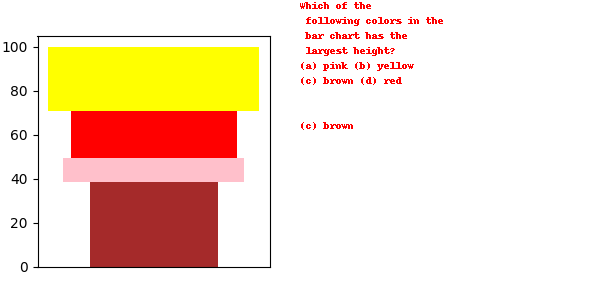 100
80
60
40
20
0
Which of the
following colors in the
bar chart has the
largest height?
(a) pink (b) yellow
(c) brown (d) red
(c) brown